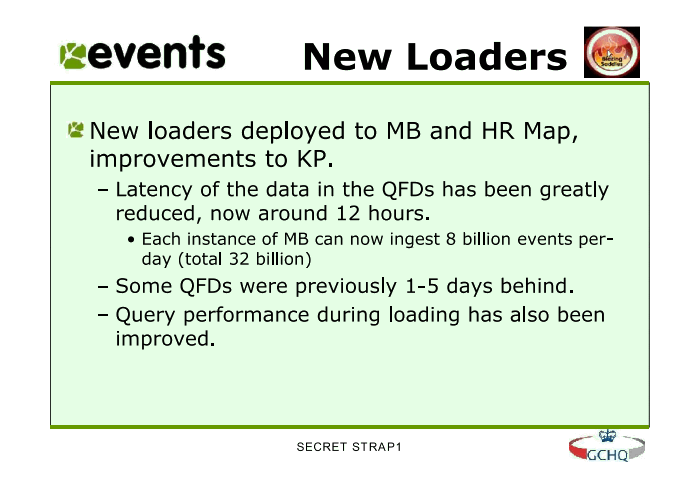 events
New Loaders
Blazing
Saddles
New loaders deployed to MB and HR Map,
improvements to KP.
– Latency of the data in the QFDs has been greatly
reduced, now around 12 hours.
• Each instance of MB can now ingest 8 billion events per-
day (total 32 billion)
– Some QFDs were previously 1-5 days behind.
– Query performance during loading has also been
improved.
SECRET STRAP1
GCHQ